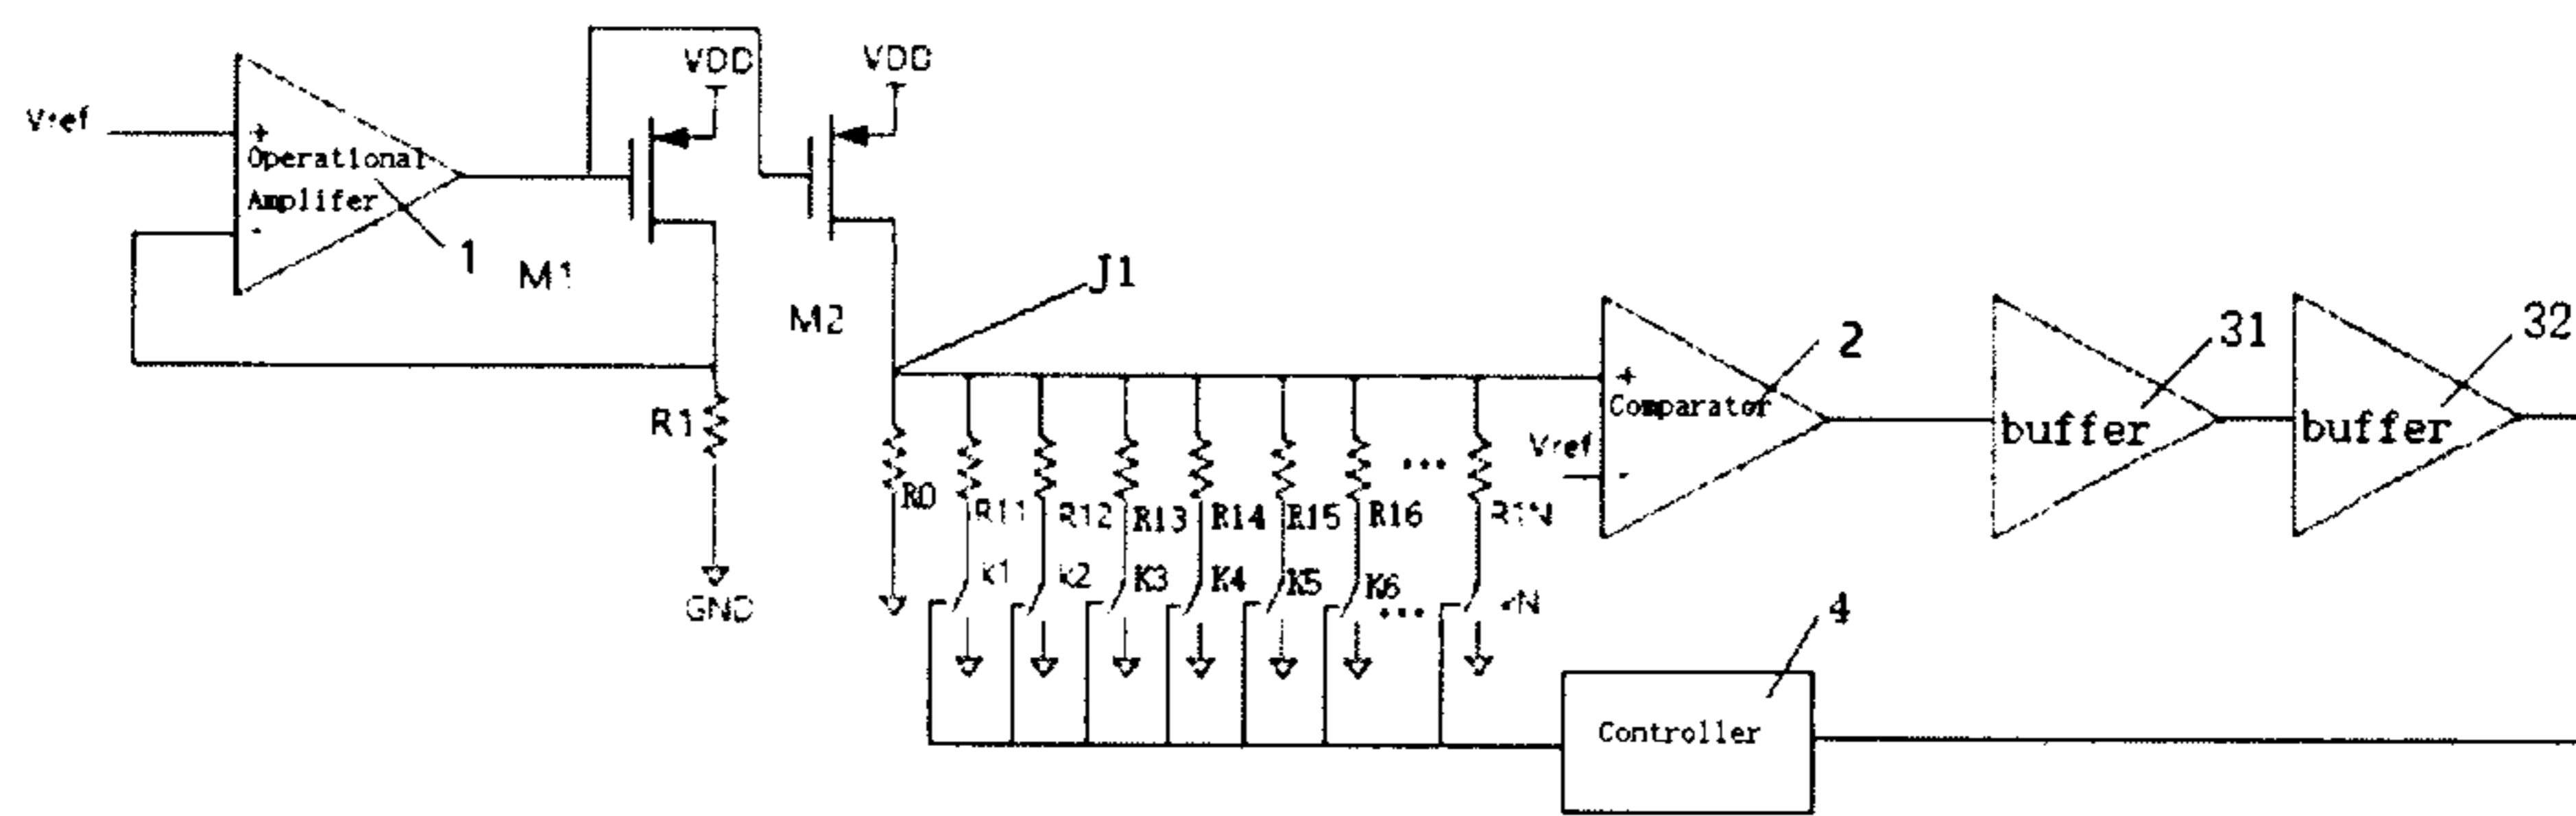 VDD
VDD
Vref
+
Operational
Amplifer
-
1
M1
J1
M2
31
32
2
+
Comparator
R1
buffer
buffer
Vref
-
...
R0
R11
R12
R13
R14
R15
R16
R1N
k1
k2
K3
K4
K5
K6
...
GND
4
Controller